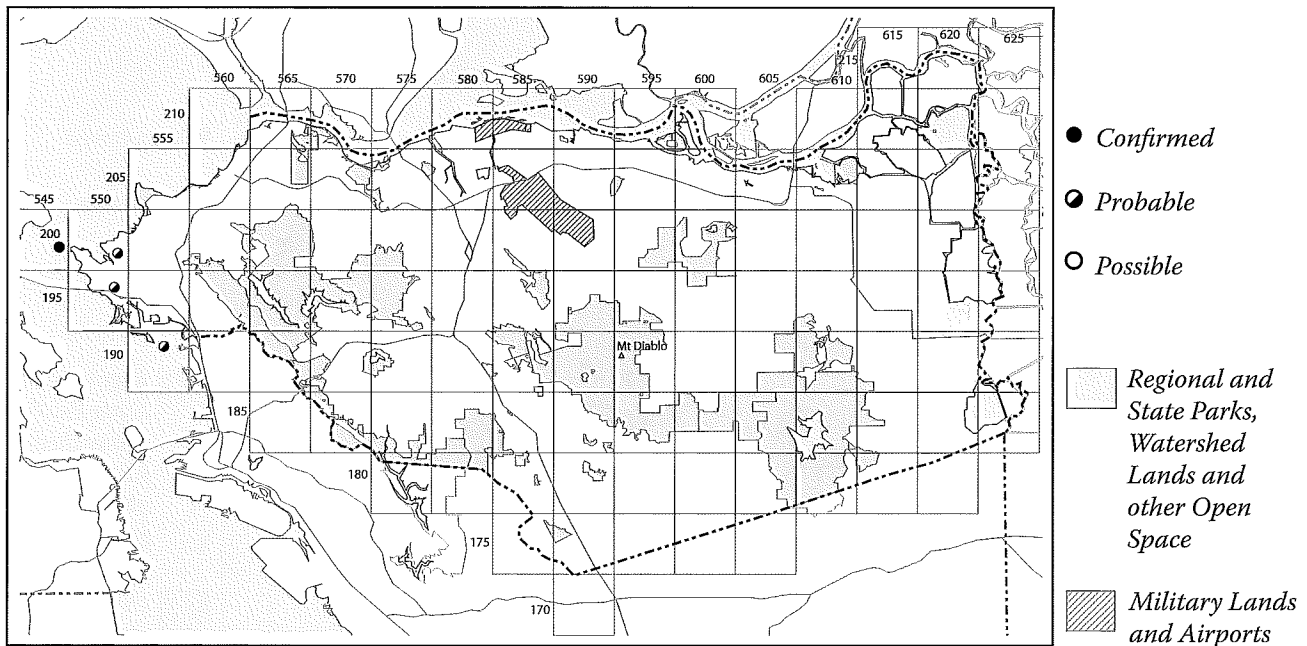 615
620
625
215
560
565
570
575
580
585
590
595
600
605
610
210
555
205
545
550
200
195
190
Mt Diablo
185
180
175
170
Confirmed
Probable
Possible
Regional and
State Parks,
Watershed
Lands and
other Open
Space
Military Lands
and Airports